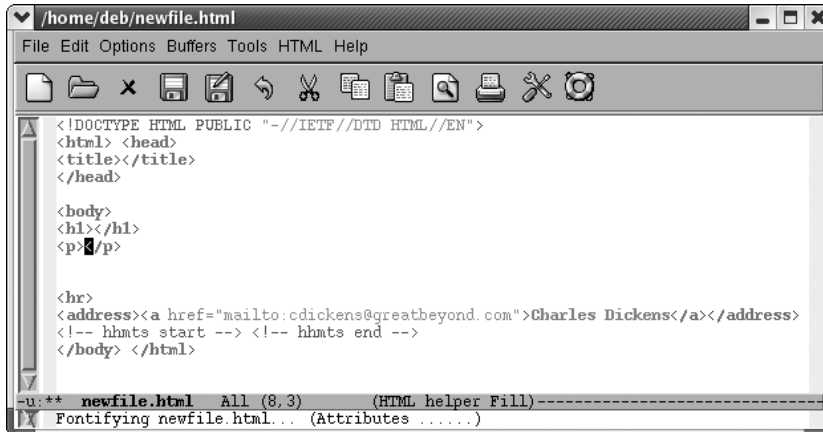 /home/deb/newfile.html
File Edit Options Buffers Tools HTML Help
<!DOCTYPE HTML PUBLIC "-//IETF//DTD HTML//EN">
<html> <head>
<title></title>
</head>
<body>
<h1></h1>
<p></p>
<hr>
<address><a href="mailto:cdickens@greatbeyond.com">Charles Dickens</a></address>
<!-- hhmts start --> <!-- hhmts end -->
</body> </html>
-u:** newfile.html All (8,3) (HTML helper Fill)--------------------------------
Fontifying newfile.html... (Attributes ......)